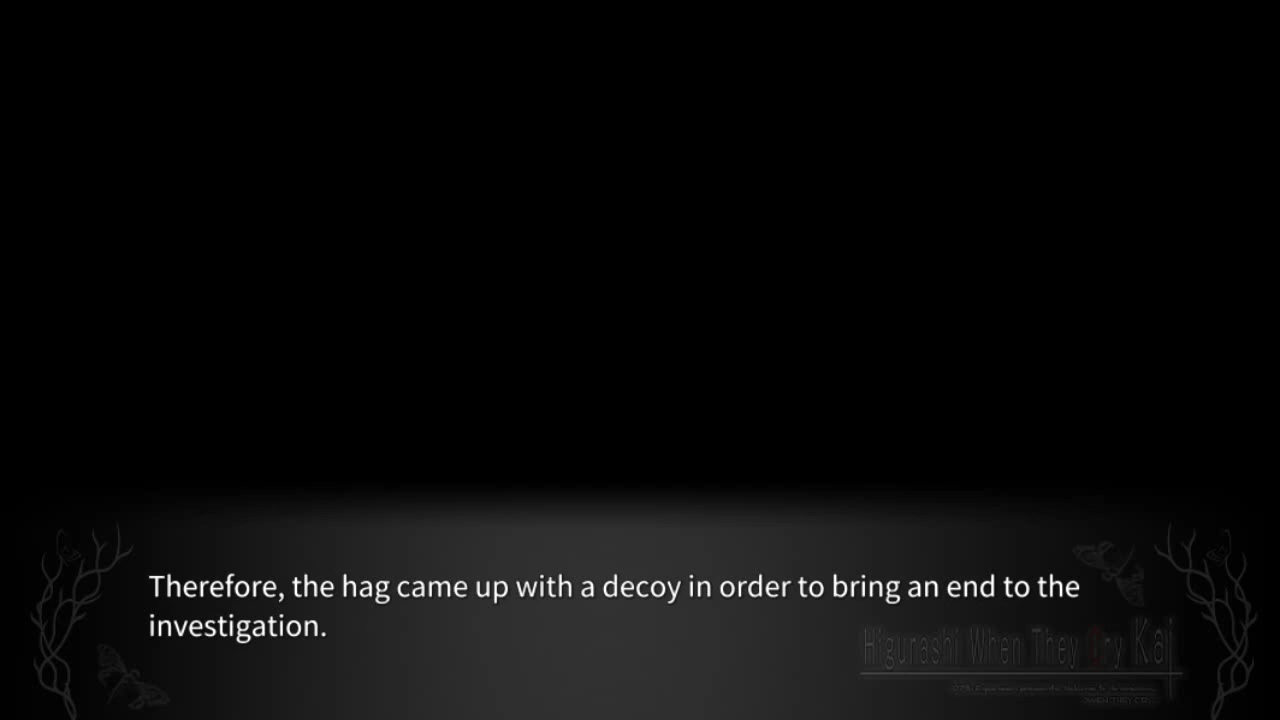 Therefore, the hag came up with a decoy in order to bring an end to the
investigation.
Higurashi When They Cry Kai